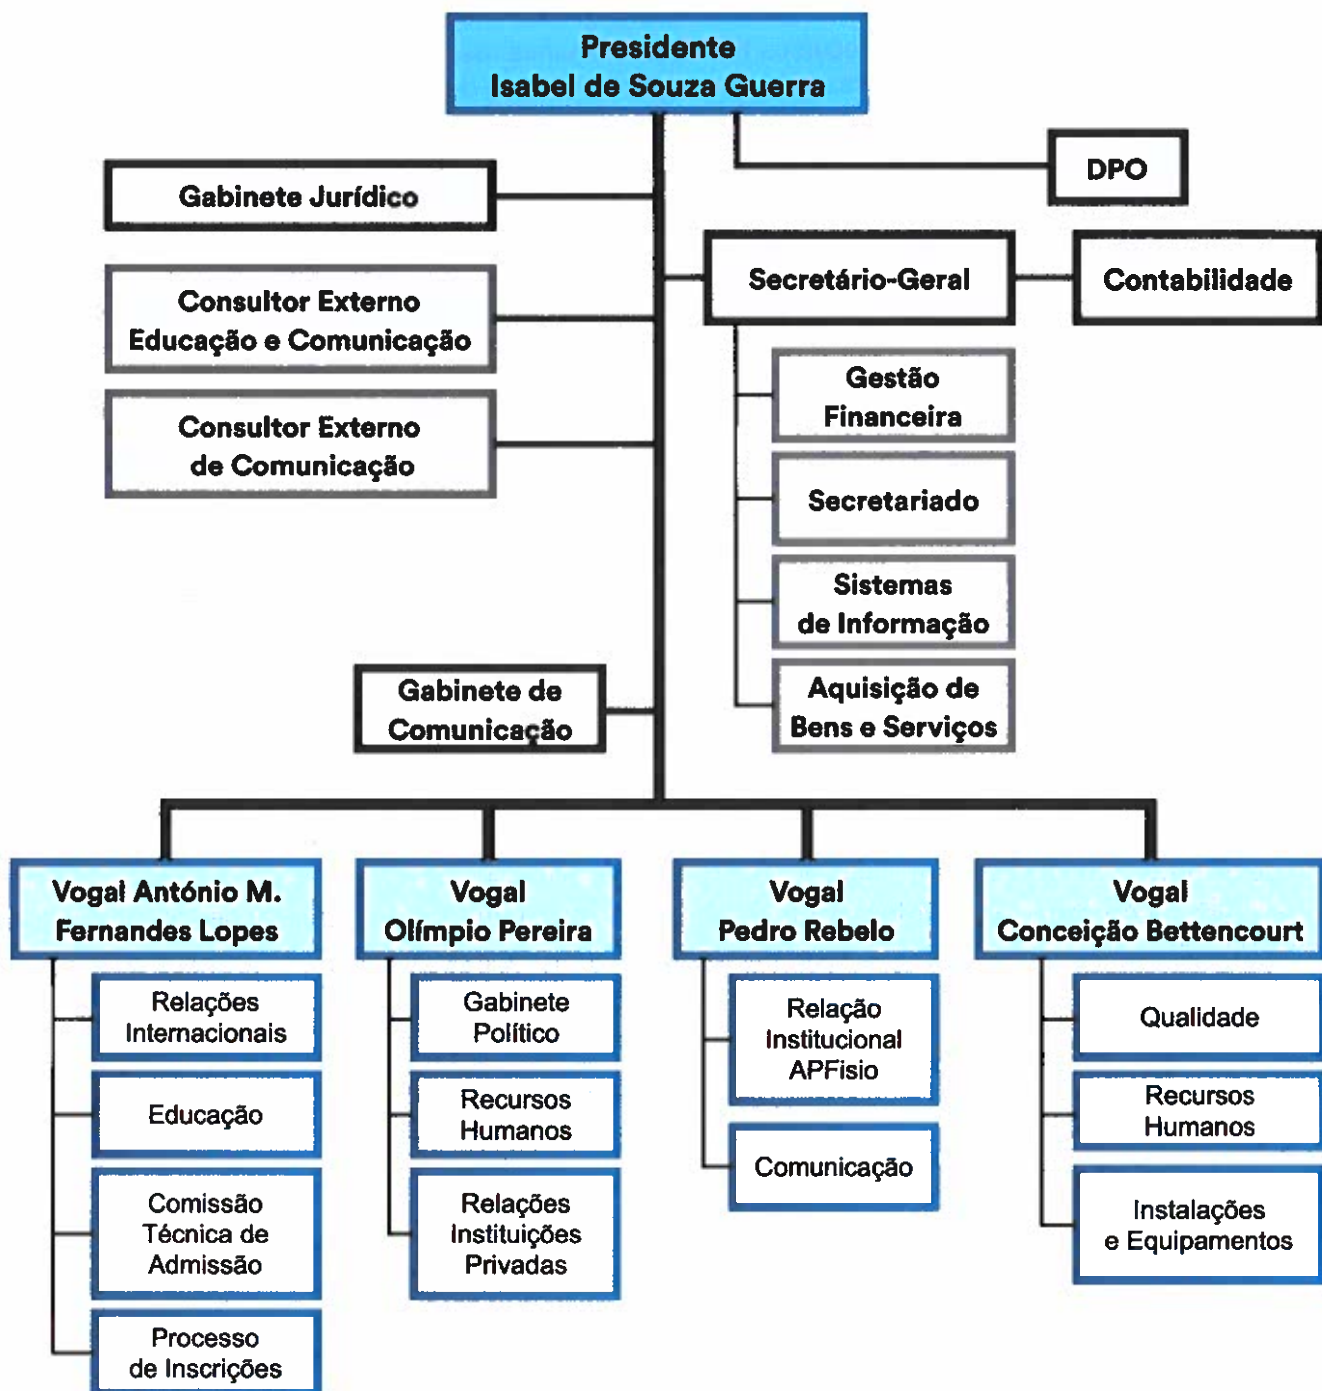 Presidente
Isabel de Souza Guerra
DPO
Gabinete Jurídico
Secretário-Geral
Contabilidade
Consultor Externo
Educação e Comunicação
Gestão
Financeira
Consultor Externo
de Comunicação
Secretariado
Sistemas
de Informação
Gabinete de
Comunicação
Aquisição de
Bens e Serviços
Vogal António M.
Fernandes Lopes
Relações
Internacionais
Educação
Comissão
Técnica de
Admissão
Processo
de Inscrições
Vogal
Olímpio Pereira
Gabinete
Político
Recursos
Humanos
Relações
Instituições
Privadas
Vogal
Pedro Rebelo
Relação
Institucional
APFisio
Comunicação
Vogal
Conceição Bettencourt
Qualidade
Recursos
Humanos
Instalações
e Equipamentos